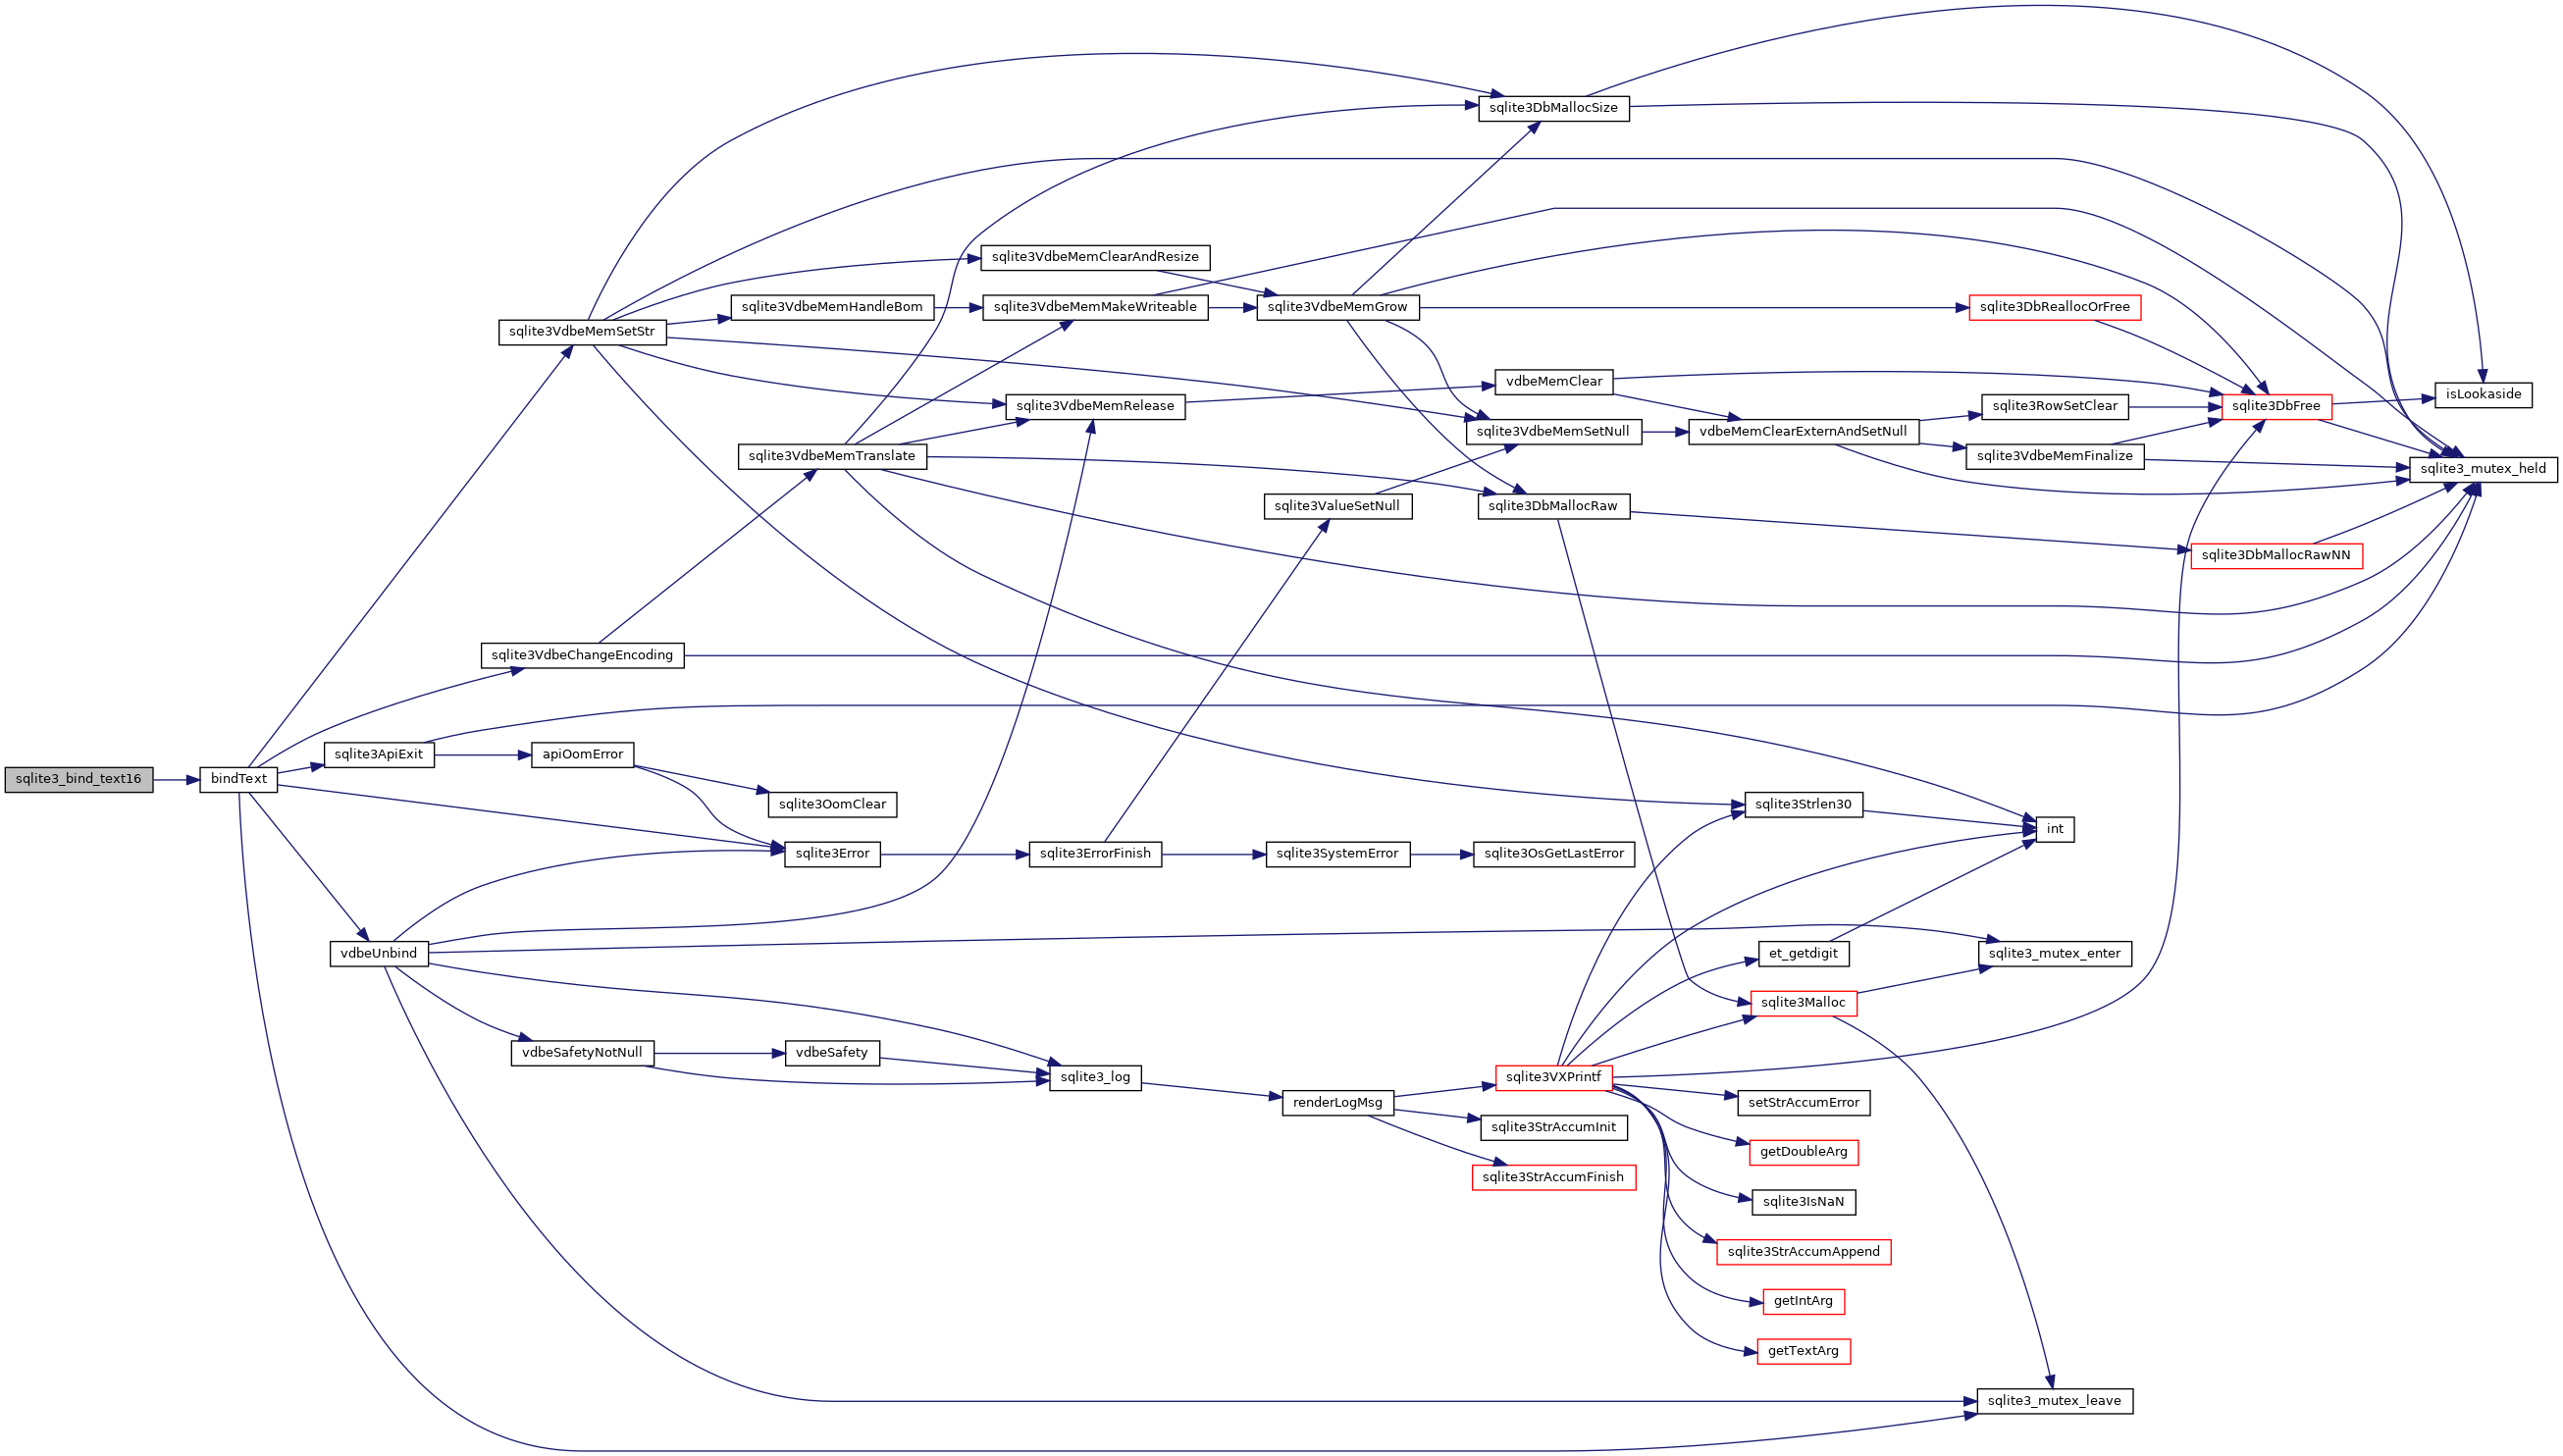 sqlite3_bind_text16
bindText
sqlite3VdbeMemSetStr
sqlite3VdbeChangeEncoding
sqlite3ApiExit
vdbeUnbind
apiOomError
vdbeSafetyNotNull
sqlite3VdbeMemHandleBom
sqlite3VdbeMemTranslate
sqlite3OomClear
sqlite3Error
vdbeSafety
sqlite3VdbeMemClearAndResize
sqlite3VdbeMemMakeWriteable
sqlite3VdbeMemRelease
sqlite3ErrorFinish
sqlite3_log
sqlite3VdbeMemGrow
sqlite3ValueSetNull
sqlite3SystemError
renderLogMsg
sqlite3DbMallocSize
vdbeMemClear
sqlite3VdbeMemSetNull
sqlite3DbMallocRaw
sqlite3OsGetLastError
sqlite3VXPrintf
sqlite3StrAccumInit
sqlite3StrAccumFinish
vdbeMemClearExternAndSetNull
sqlite3Strlen30
et_getdigit
sqlite3Malloc
setStrAccumError
getDoubleArg
sqlite3IsNaN
sqlite3StrAccumAppend
getIntArg
getTextArg
sqlite3DbReallocOrFree
sqlite3RowSetClear
sqlite3VdbeMemFinalize
int
sqlite3_mutex_enter
sqlite3_mutex_leave
sqlite3DbFree
sqlite3DbMallocRawNN
isLookaside
sqlite3_mutex_held